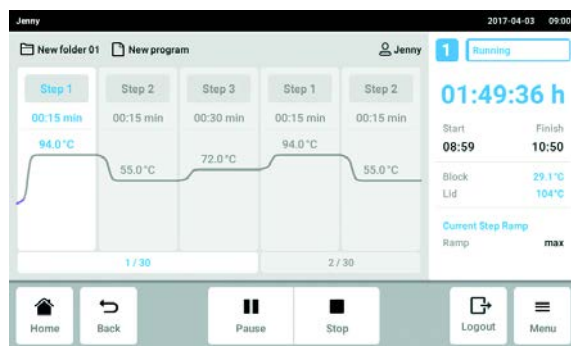 Jenny 2017-04-03 09:00
New folder 01 New program Jenny
1 Running
Step 1 Step 2 Step 3 Step 1 Step 2
00:15 min 00:15 min 00:30 min 00:15 min 00:15 min
94.0°C 55.0°C 72.0°C 94.0°C 55.0°C
1 / 30 2 / 30
01:49:36 h
Start Finish
08:59 10:50
Block 29.1°C
Lid 104°C
Current Step Ramp
Ramp max
Home Back Pause Stop Logout Menu